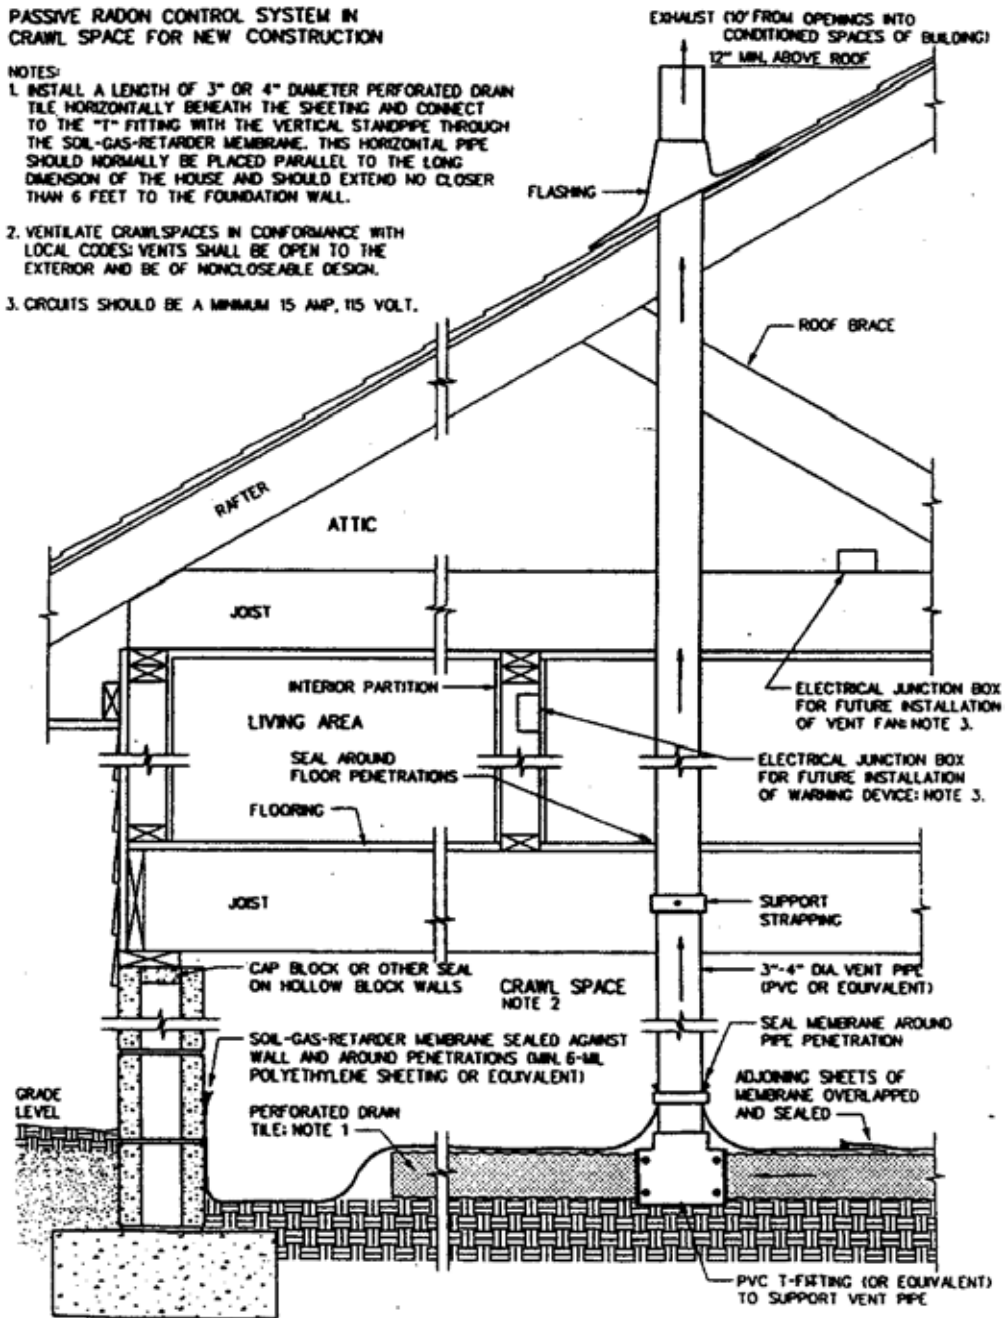 PASSIVE RADON CONTROL SYSTEM IN
CRAWL SPACE FOR NEW CONSTRUCTION
NOTES:
1. INSTALL A LENGTH OF 3" OR 4" DIAMETER PERFORATED DRAIN
TILE HORIZONTALLY BENEATH THE SHEETING AND CONNECT
TO THE "T" FITTING WITH THE VERTICAL STANDPIPE THROUGH
THE SOIL-GAS-RETARDER MEMBRANE. THIS HORIZONTAL PIPE
SHOULD NORMALLY BE PLACED PARALLEL TO THE LONG
DIMENSION OF THE HOUSE AND SHOULD EXTEND NO CLOSER
THAN 6 FEET TO THE FOUNDATION WALL.
2. VENTILATE CRAWLSPACES IN CONFORMANCE WITH
LOCAL CODES; VENTS SHALL BE OPEN TO THE
EXTERIOR AND BE OF NONCLOSEABLE DESIGN.
3. CIRCUITS SHOULD BE A MINIMUM 15 AMP, 115 VOLT.
EXHAUST (10' FROM OPENINGS INTO
CONDITIONED SPACES OF BUILDING)
12" MIN. ABOVE ROOF
FLASHING
ROOF BRACE
RAFTER
ATTIC
JOIST
INTERIOR PARTITION
LIVING AREA
SEAL AROUND
FLOOR PENETRATIONS
FLOORING
ELECTRICAL JUNCTION BOX
FOR FUTURE INSTALLATION
OF VENT FAN: NOTE 3.
ELECTRICAL JUNCTION BOX
FOR FUTURE INSTALLATION
OF WARNING DEVICE: NOTE 3.
JOIST
SUPPORT
STRAPPING
CAP BLOCK OR OTHER SEAL
ON HOLLOW BLOCK WALLS
CRAWL SPACE
NOTE 2
3"-4" DIA. VENT PIPE
(PVC OR EQUIVALENT)
SOIL-GAS-RETARDER MEMBRANE SEALED AGAINST
WALL AND AROUND PENETRATIONS (MIN. 6-MIL
POLYETHYLENE SHEETING OR EQUIVALENT)
SEAL MEMBRANE AROUND
PIPE PENETRATION
GRADE
LEVEL
PERFORATED DRAIN
TILE: NOTE 1
ADJOINING SHEETS OF
MEMBRANE OVERLAPPED
AND SEALED
PVC T-FITTING (OR EQUIVALENT)
TO SUPPORT VENT PIPE